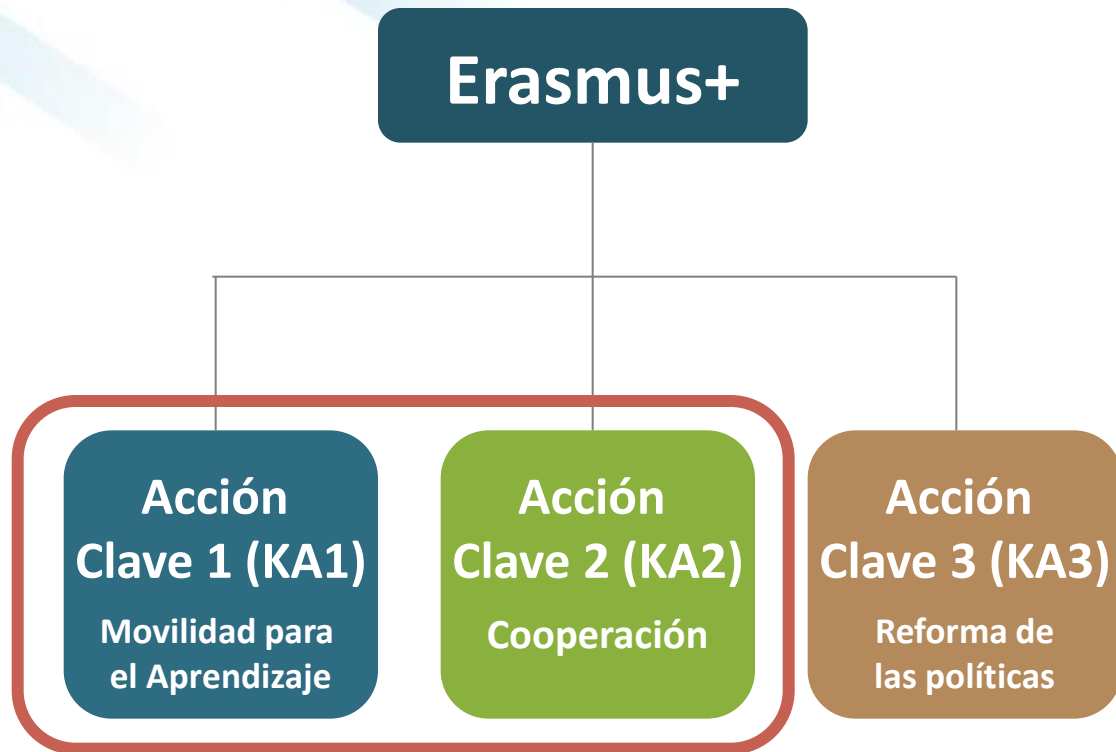 Erasmus+
Acción
Clave 1 (KA1)
Movilidad para
el Aprendizaje
Acción
Clave 2 (KA2)
Cooperación
Acción
Clave 3 (KA3)
Reforma de
las políticas